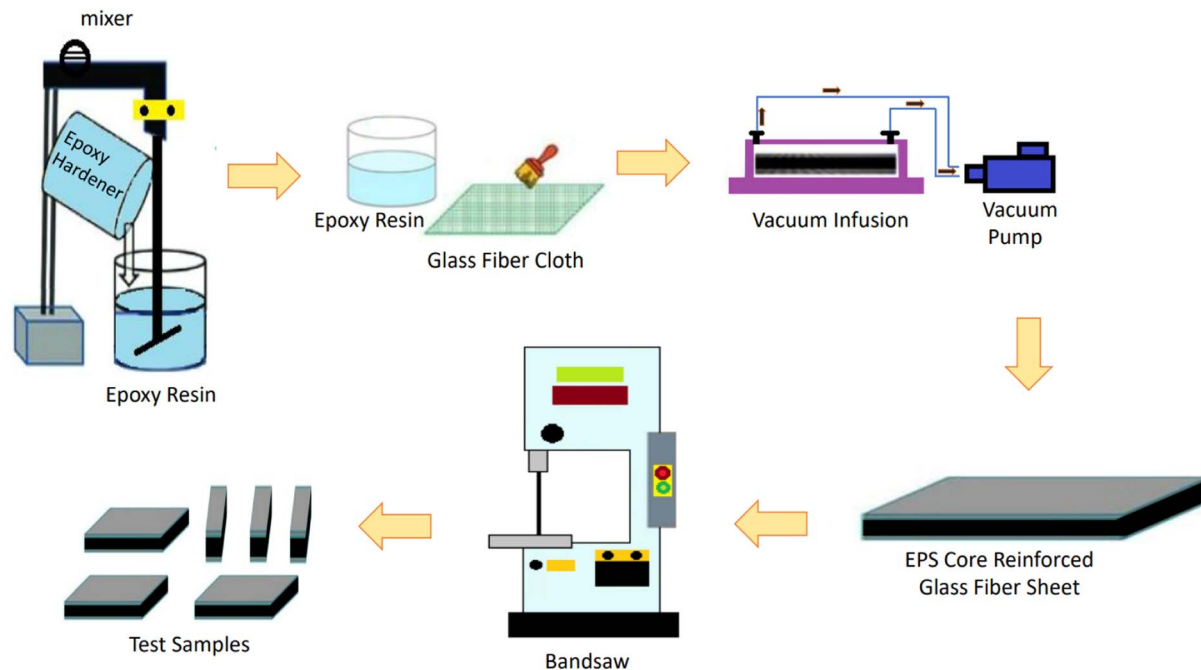 mixer
Epoxy
Hardener
Epoxy Resin
Epoxy Resin
Glass Fiber Cloth
Vacuum Infusion
Vacuum
Pump
EPS Core Reinforced
Glass Fiber Sheet
Bandsaw
Test Samples